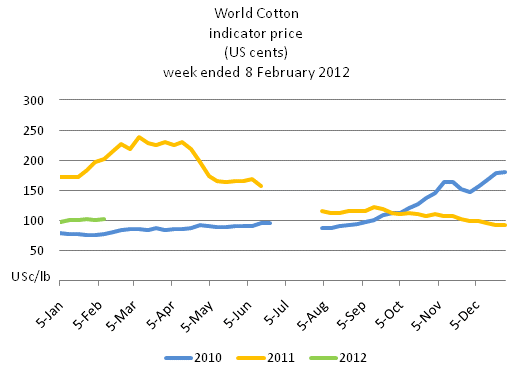 World Cotton
indicator price
(US cents)
week ended 8 February 2012
300
250
200
150
100
50
USc/lb
5-Jan
5-Feb
5-Mar
5-Apr
5-May
5-Jun
5-Jul
5-Aug
5-Sep
5-Oct
5-Nov
5-Dec
2010 2011 2012